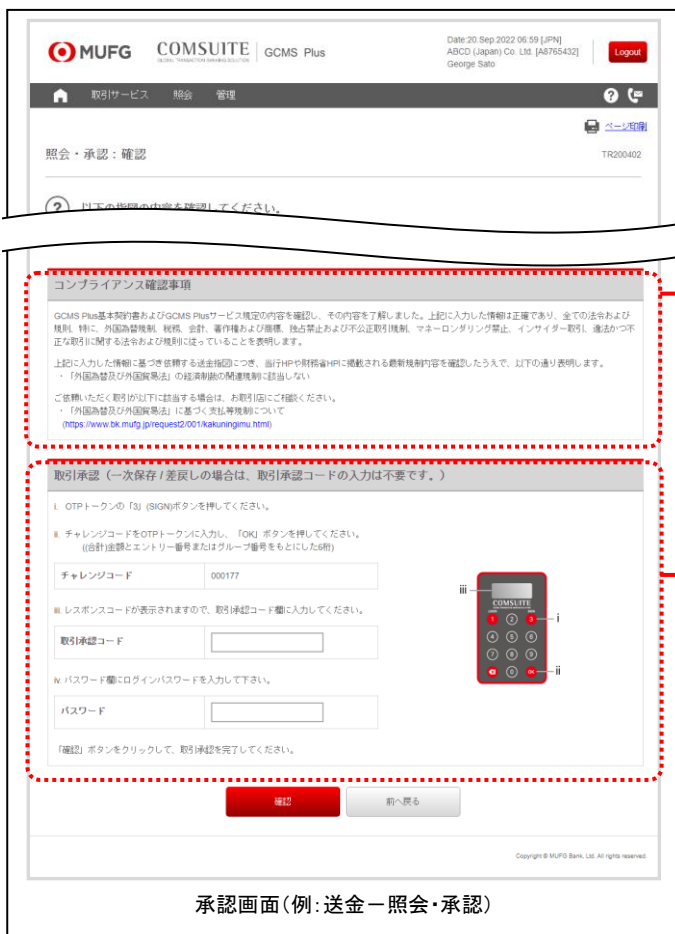 MUFG COMSUITE GCMS Plus
GLOBAL TRANSACTION BANKING SOLUTION
Date:20 Sep 2022 06:59 [JPN]
ABCD (Japan) Co. Ltd. [A8765432]
George Sato
Logout
取引サービス 照会 管理
ページ印刷
照会・承認：確認
TR200402
以下の指図の内容を確認してください。
コンプライアンス確認事項
GCMS Plus基本契約書およびGCMS Plusサービス規定の内容を確認し、その内容を了解しました。上記に入力した情報は正確であり、全ての法令および
規則、特に、外国為替規制、税務、会計、著作権および商標、独占禁止および不公正取引規制、マネーロンダリング禁止、インサイダー取引、違法かつ不
正な取引に関する法令および規則に従っていることを表明します。
上記に入力した情報に基づき依頼する送金指図につき、当行HPや財務省HPに掲載される最新規制内容を確認したうえで、以下の通り表明します。
・「外国為替及び外国貿易法」の経済制裁の関連規制に該当しない
ご依頼いただく取引が以下に該当する場合は、お取引店にご相談ください。
・「外国為替及び外国貿易法」に基づく支払等規制について
(https://www.bk.mufg.jp/request2/001/kakuningimu.html)
取引承認（一次保存 / 差戻しの場合は、取引承認コードの入力は不要です。）
i. OTPトークンの「3」(SIGN)ボタンを押してください。
ii. チャレンジコードをOTPトークンに入力し、「OK」ボタンを押してください。
((合計)金額とエントリー番号またはグループ番号をもとにした6桁)
チャレンジコード 000177
iii. レスポンスコードが表示されますので、取引承認コード欄に入力してください。
取引承認コード
iv. パスワード欄にログインパスワードを入力して下さい。
パスワード
「確認」ボタンをクリックして、取引承認を完了してください。
iii
COMSUITE
1 2 3
i
4 5 6
7 8 9
0 OK
ii
確認 前へ戻る
Copyright © MUFG Bank, Ltd. All rights reserved.
承認画面（例：送金－照会・承認）